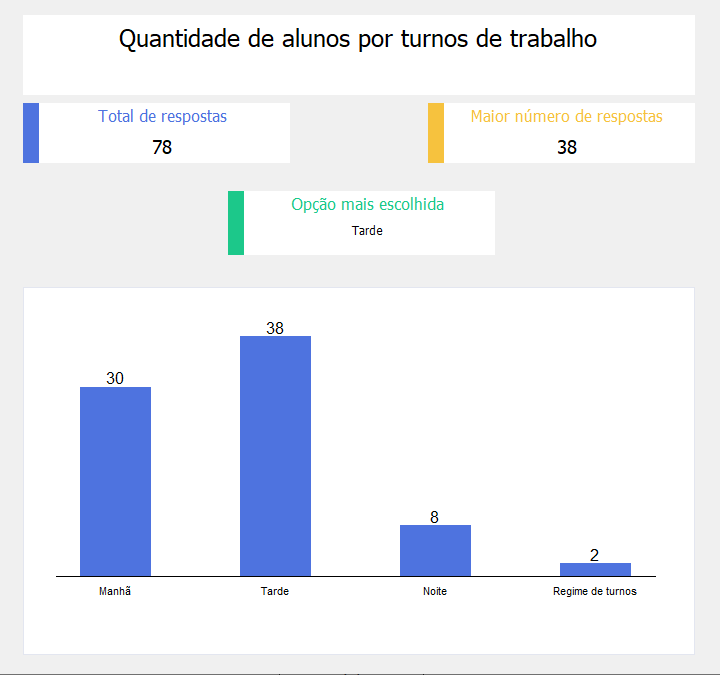 Quantidade de alunos por turnos de trabalho
Total de respostas
78
Maior número de respostas
38
Opção mais escolhida
Tarde
30
38
8
2
Manhã
Tarde
Noite
Regime de turnos